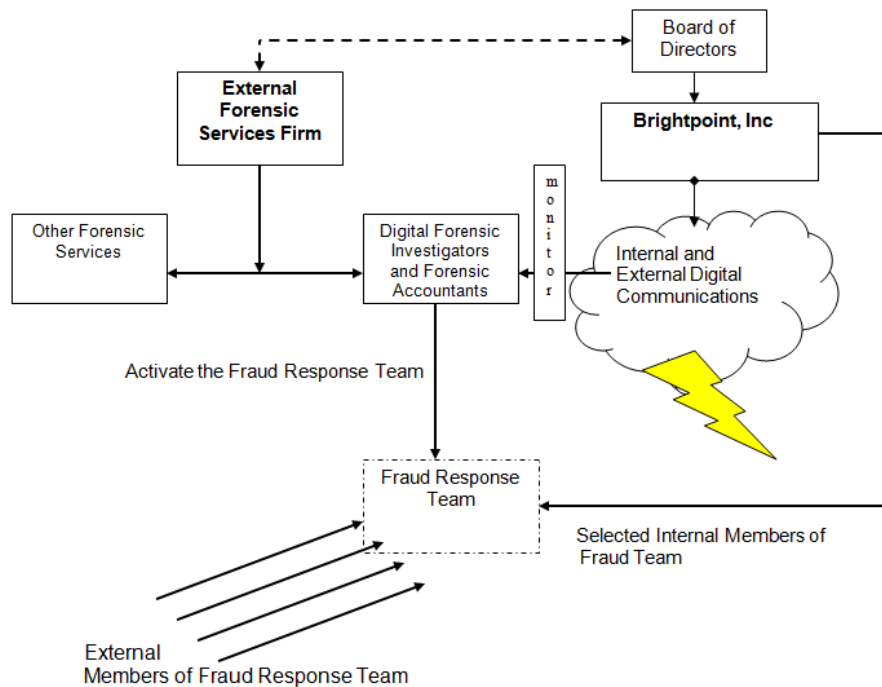 Board of
Directors
External
Forensic
Services Firm
Brightpoint, Inc
monitor
Other Forensic
Services
Digital Forensic
Investigators
and Forensic
Accountants
Internal and
External Digital
Communications
Activate the Fraud Response Team
Fraud Response
Team
Selected Internal Members of
Fraud Team
External
Members of Fraud Response Team